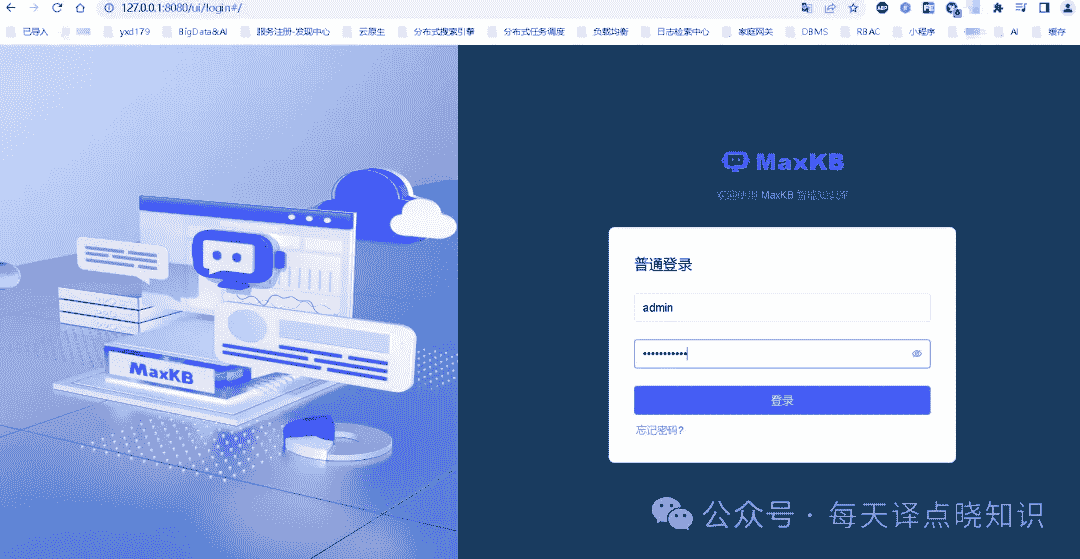 127.0.0.1:8080/ui/login#/
已导入 yxd179 BigData&AI 服务注册-发现中心 云原生 分布式搜索引擎 分布式任务调度 负载均衡 日志检索中心 家庭网关 DBMS RBAC 小程序 AI 缓存
MaxKB
MaxKB
普通登录
admin
登录
忘记密码?
MaxKB
公众号 · 每天译点晓知识